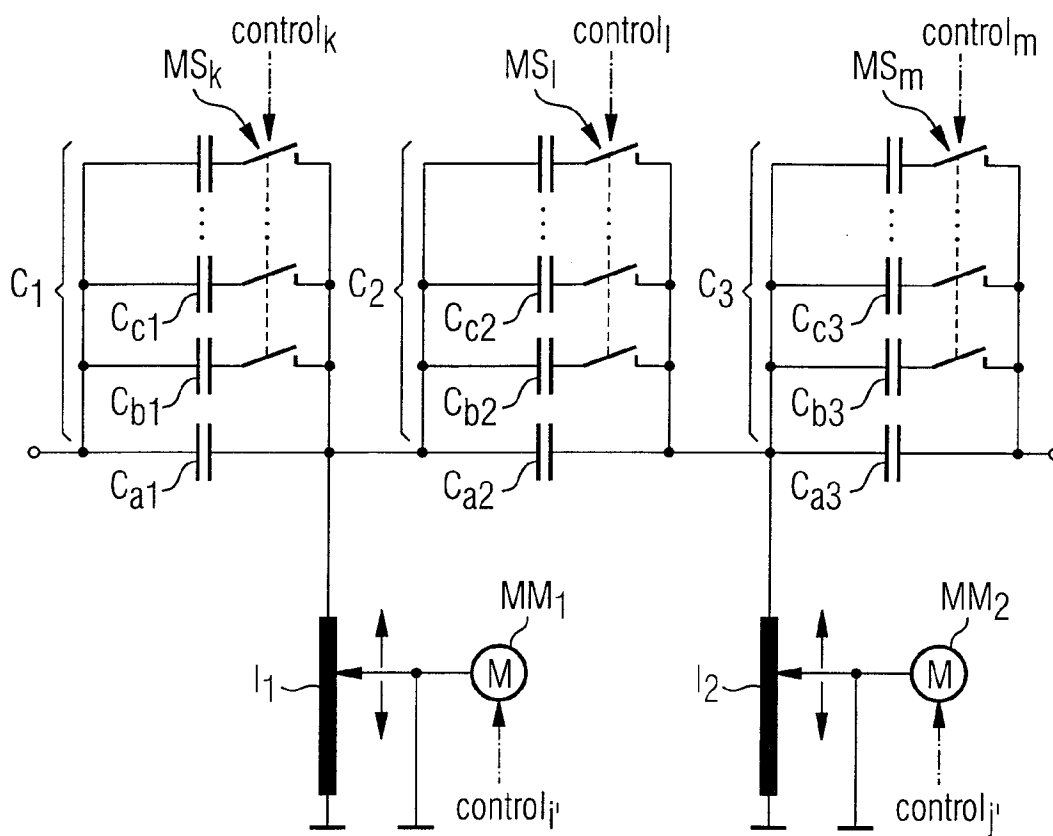 control_k control_l control_m
MS_k MS_l MS_m
C_1 C_2 C_3
C_c1 C_c2 C_c3
C_b1 C_b2 C_b3
C_a1 C_a2 C_a3
MM_1 MM_2
l_1 M l_2 M
control_i' control_j'